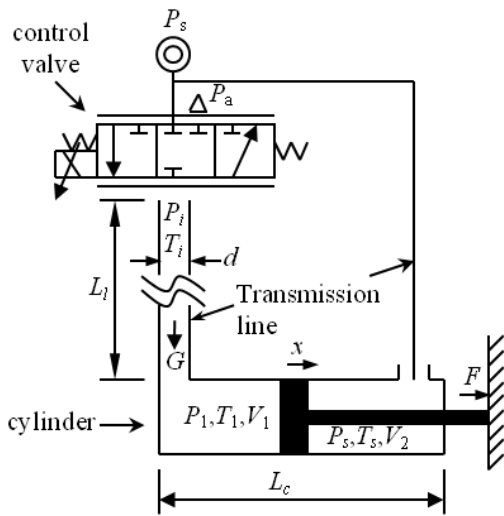 P_s
control
valve
P_a
P_i
T_i
d
L_l
Transmission
line
G
x
F
cylinder
P_1,T_1,V_1
P_s,T_s,V_2
L_c